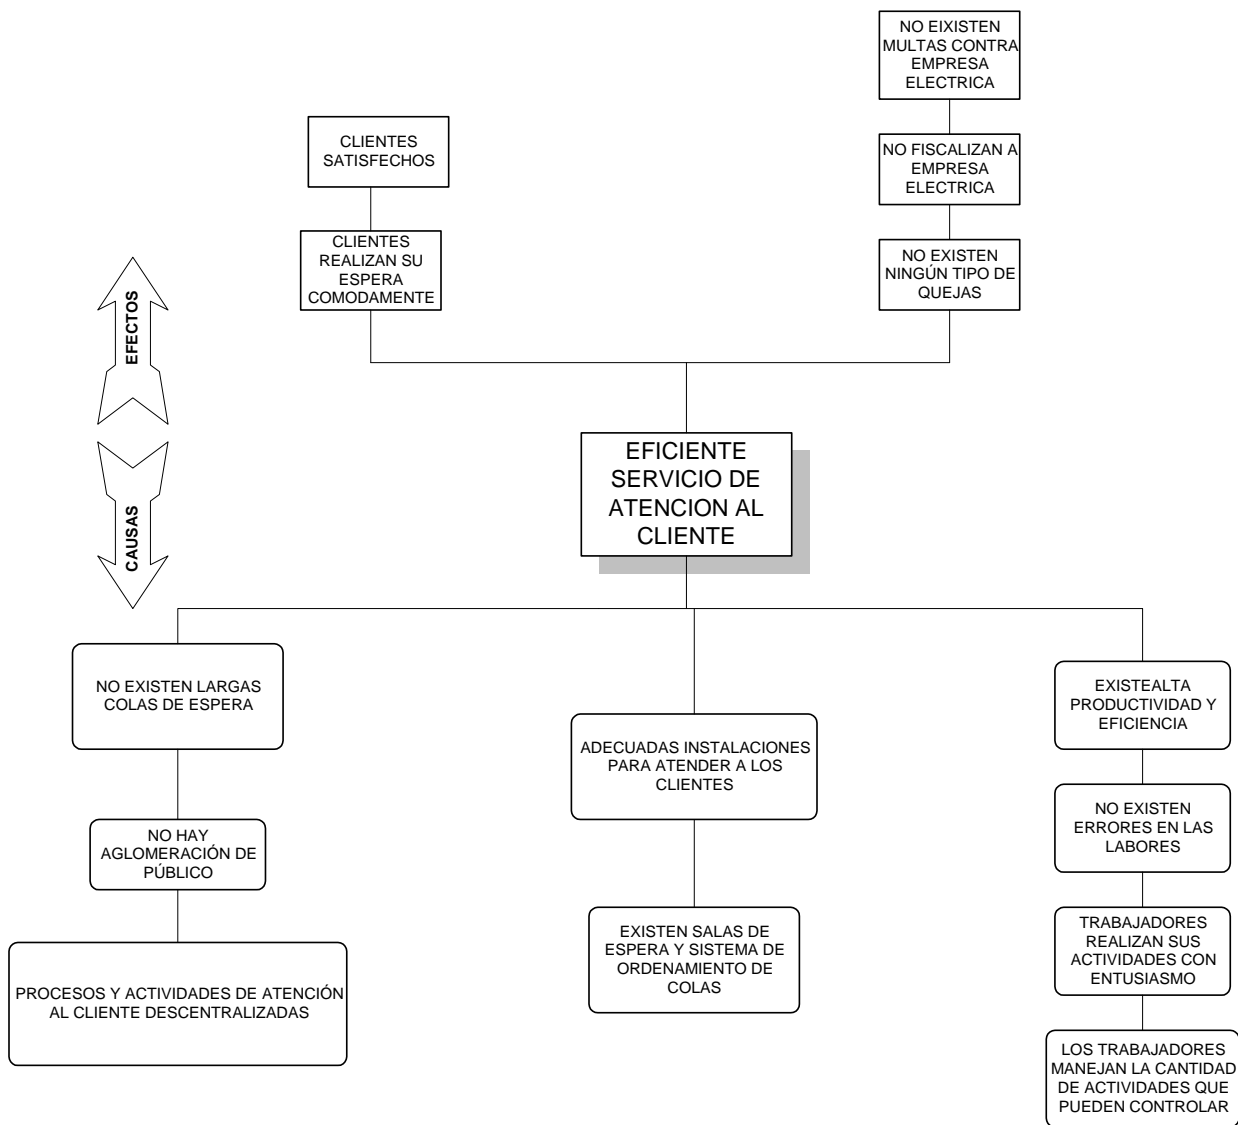 NO EIXISTEN
MULTAS CONTRA
EMPRESA
ELECTRICA
CLIENTES
SATISFECHOS
NO FISCALIZAN A
EMPRESA
ELECTRICA
CLIENTES
REALIZAN SU
ESPERA
COMODAMENTE
NO EXISTEN
NINGÚN TIPO DE
QUEJAS
EFECTOS
EFICIENTE
SERVICIO DE
ATENCION AL
CLIENTE
CAUSAS
NO EXISTEN LARGAS
COLAS DE ESPERA
NO HAY
AGLOMERACIÓN DE
PÚBLICO
PROCESOS Y ACTIVIDADES DE ATENCIÓN
AL CLIENTE DESCENTRALIZADAS
ADECUADAS INSTALACIONES
PARA ATENDER A LOS
CLIENTES
EXISTEN SALAS DE
ESPERA Y SISTEMA DE
ORDENAMIENTO DE
COLAS
EXISTEALTA
PRODUCTIVIDAD Y
EFICIENCIA
NO EXISTEN
ERRORES EN LAS
LABORES
TRABAJADORES
REALIZAN SUS
ACTIVIDADES CON
ENTUSIASMO
LOS TRABAJADORES
MANEJAN LA CANTIDAD
DE ACTIVIDADES QUE
PUEDEN CONTROLAR